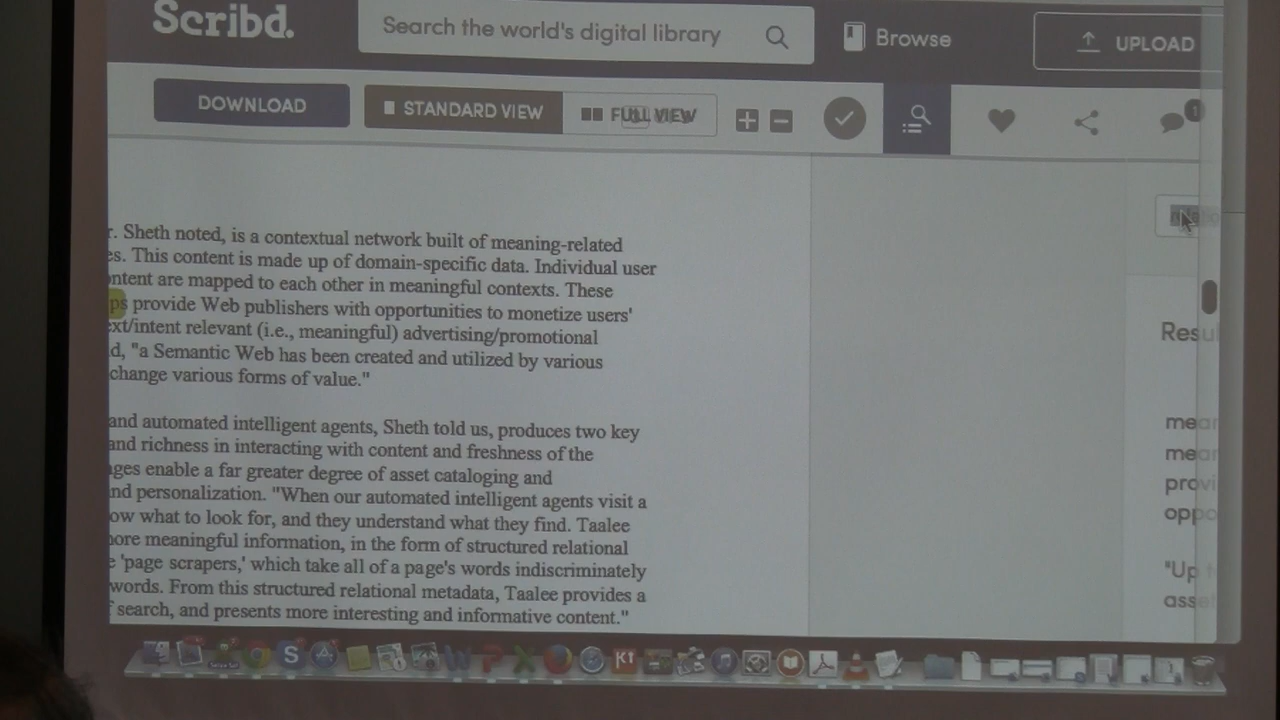 Scribd.
Search the world's digital library
Browse
UPLOAD
DOWNLOAD
STANDARD VIEW
FULL VIEW
1
r. Sheth noted, is a contextual network built of meaning-related
es. This content is made up of domain-specific data. Individual user
ontent are mapped to each other in meaningful contexts. These
ps provide Web publishers with opportunities to monetize users'
ext/intent relevant (i.e., meaningful) advertising/promotional
d, "a Semantic Web has been created and utilized by various
change various forms of value."
Resul
and automated intelligent agents, Sheth told us, produces two key
and richness in interacting with content and freshness of the
ages enable a far greater degree of asset cataloging and
nd personalization. "When our automated intelligent agents visit a
ow what to look for, and they understand what they find. Taalee
ore meaningful information, in the form of structured relational
e 'page scrapers,' which take all of a page's words indiscriminately
words. From this structured relational metadata, Taalee provides a
f search, and presents more interesting and informative content."
mean
mean
provi
oppo
"Up t
asset